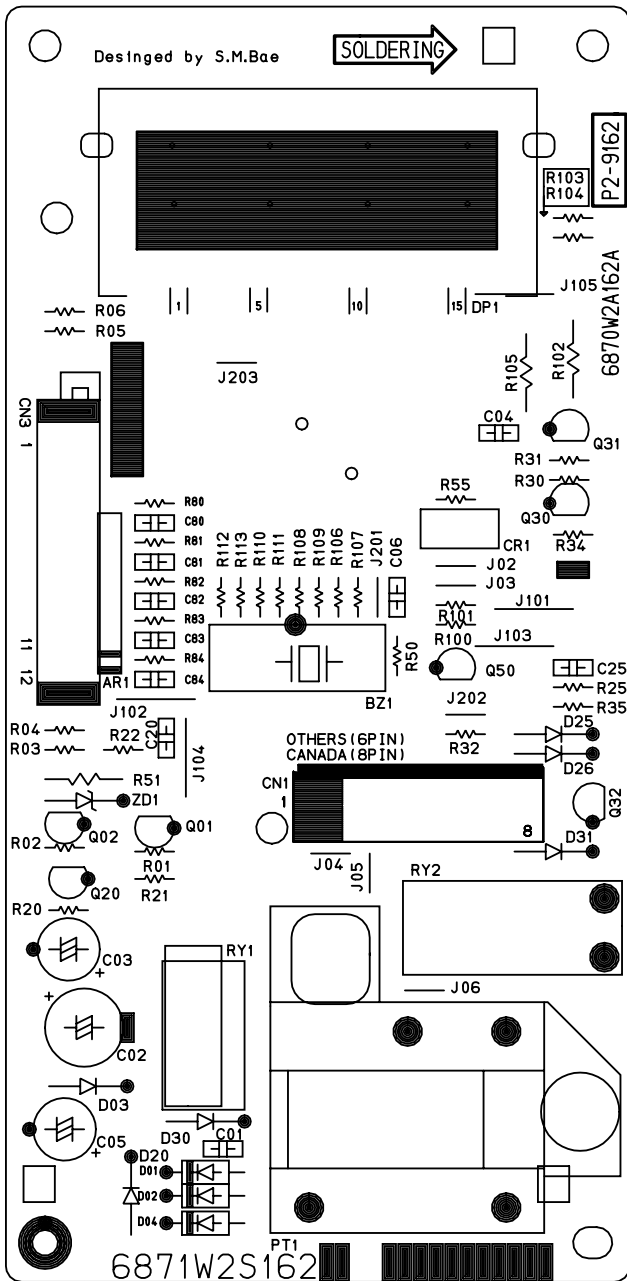 Desinged by S.M.Bae
SOLDERING
P2-9162
R103
R104
6870W2A162A
J105
1
5
10
15
DP1
R06
R05
J203
R105
R102
CN3
1
C04
Q31
R31
R30
R55
Q30
R34
CR1
R80
C80
R81
C81
R82
C82
R83
C83
R84
C84
R112
R113
R110
R111
R108
R109
R106
R107
J201
C06
J02
J03
J101
R101
R100
J103
R50
Q50
11
12
AR1
J102
BZ1
C25
R25
R35
J202
R04
R03
R22
C20
J104
R32
D25
D26
OTHERS(6PIN)
CANADA(8PIN)
CN1
1
8
R51
ZD1
Q32
Q02
Q01
R02
R01
D31
J04
J05
R21
Q20
R20
RY2
C03
RY1
J06
C02
D03
D30
C01
C05
D20
D01
D02
D04
PT1
6871W2S162